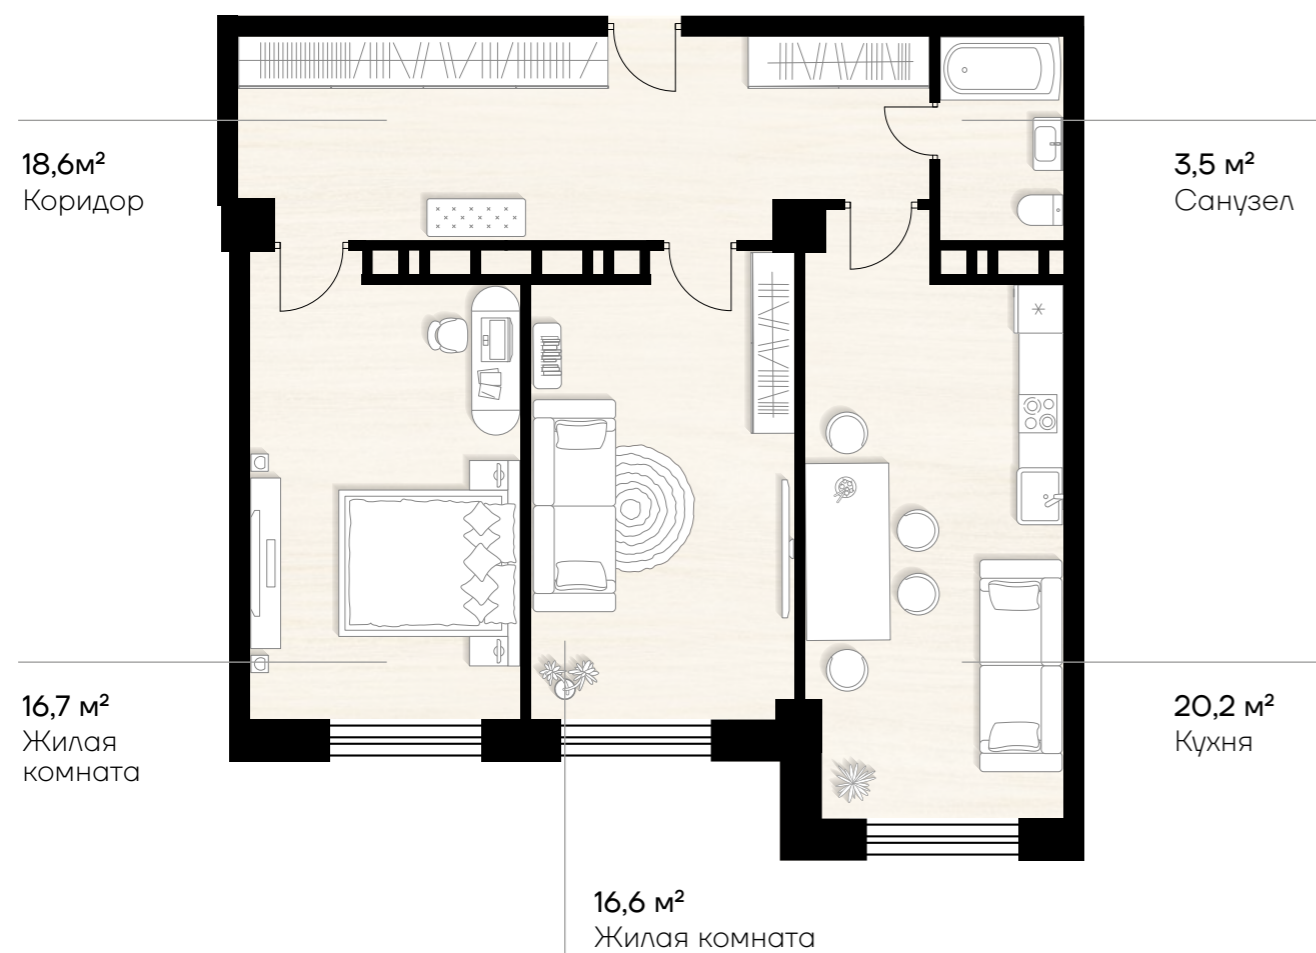 18,6м²
Коридор
3,5 м²
Санузел
16,7 м²
Жилая
комната
20,2 м²
Кухня
16,6 м²
Жилая комната